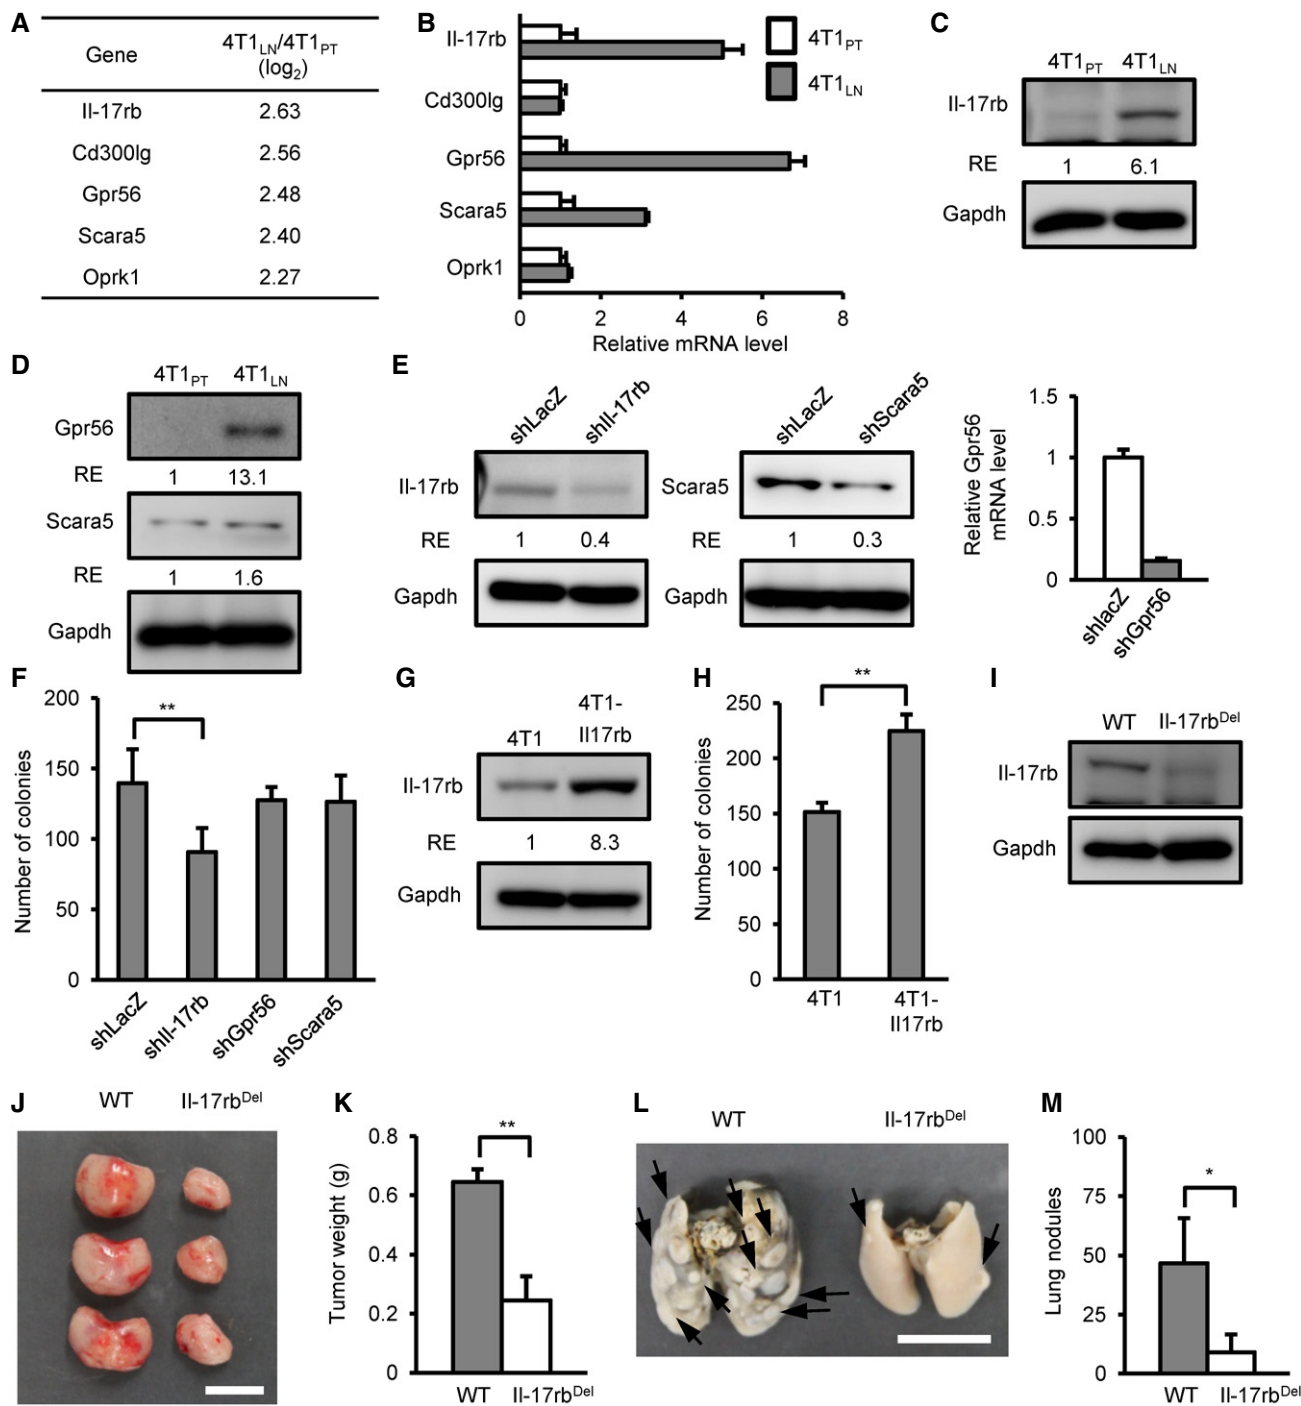 A
Gene 4T1LN/4T1PT
(log2)
Il-17rb 2.63
Cd300lg 2.56
Gpr56 2.48
Scara5 2.40
Oprk1 2.27
B
Il-17rb
Cd300lg
Gpr56
Scara5
Oprk1
4T1PT
4T1LN
0 2 4 6 8
Relative mRNA level
C
4T1PT 4T1LN
Il-17rb
RE 1 6.1
Gapdh
D
4T1PT 4T1LN
Gpr56
RE 1 13.1
Scara5
RE 1 1.6
Gapdh
E
shLacZ shIl-17rb
Il-17rb
RE 1 0.4
Gapdh
shLacZ shScara5
Scara5
RE 1 0.3
Gapdh
Relative Gpr56
mRNA level
1.5
1
0.5
0
shlacZ
shGpr56
F
Number of colonies
200
150
100
50
0
**
shLacZ
shIl-17rb
shGpr56
shScara5
G
4T1 4T1-
Il17rb
Il-17rb
RE 1 8.3
Gapdh
H
Number of colonies
250
200
150
100
50
0
**
4T1 4T1-
Il17rb
I
WT Il-17rbDel
Il-17rb
Gapdh
J
WT Il-17rbDel
K
Tumor weight (g)
0.8
0.6
0.4
0.2
0
**
WT Il-17rbDel
L
WT Il-17rbDel
M
Lung nodules
100
75
50
25
0
*
WT Il-17rbDel